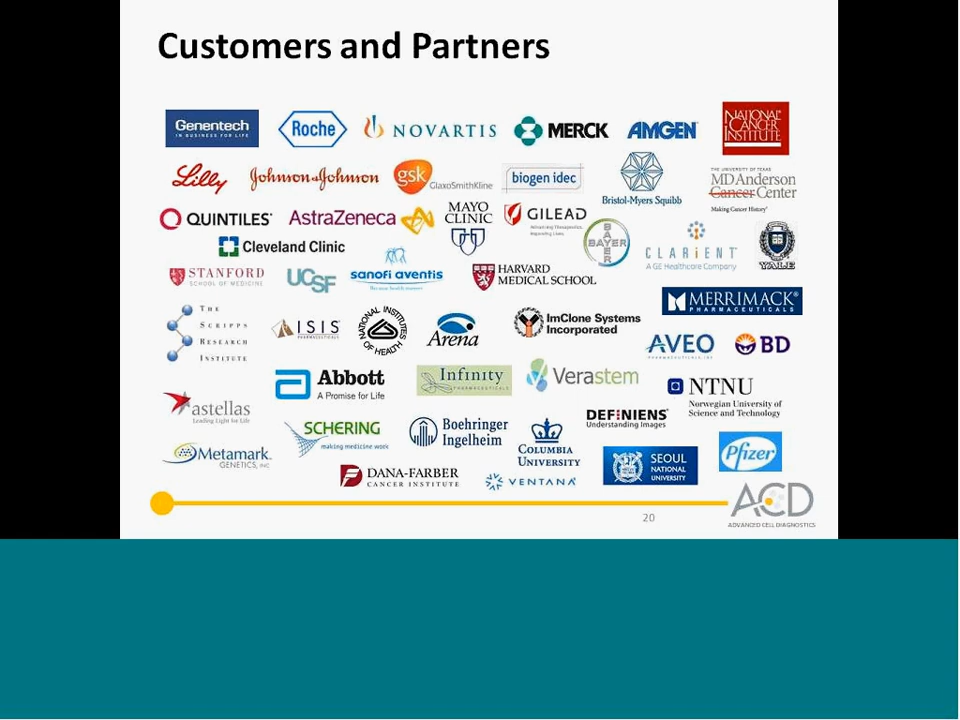 Customers and Partners
Genentech
IN BUSINESS FOR LIFE
Roche
NOVARTIS
MERCK
AMGEN
NATIONAL
CANCER
INSTITUTE
Lilly
Johnson & Johnson
gsk
GlaxoSmithKline
biogen idec
Bristol-Myers Squibb
THE UNIVERSITY OF TEXAS
MD Anderson
Cancer Center
Making Cancer History®
QUINTILES®
AstraZeneca
MAYO
CLINIC
GILEAD
Advancing Therapeutics.
Improving Lives.
BAYER
BAYER
CLARiENT
A GE Healthcare Company
YALE
Cleveland Clinic
STANFORD
SCHOOL OF MEDICINE
UCSF
sanofi aventis
Because health matters
HARVARD
MEDICAL SCHOOL
MERRIMACK®
PHARMACEUTICALS
THE
SCRIPPS
RESEARCH
INSTITUTE
ISIS
PHARMACEUTICALS
NATIONAL INSTITUTES
OF HEALTH
Arena
ImClone Systems
Incorporated
AVEO
PHARMACEUTICALS, INC
BD
Abbott
A Promise for Life
Infinity
PHARMACEUTICALS
Verastem
NTNU
Norwegian University of
Science and Technology
astellas
Leading Light for Life
SCHERING
making medicine work
Boehringer
Ingelheim
COLUMBIA
UNIVERSITY
DEFiNiENS
Understanding Images
Metamark
GENETICS, INC
SEOUL
NATIONAL
UNIVERSITY
Pfizer
DANA-FARBER
CANCER INSTITUTE
VENTANA
20
ACD
ADVANCED CELL DIAGNOSTICS